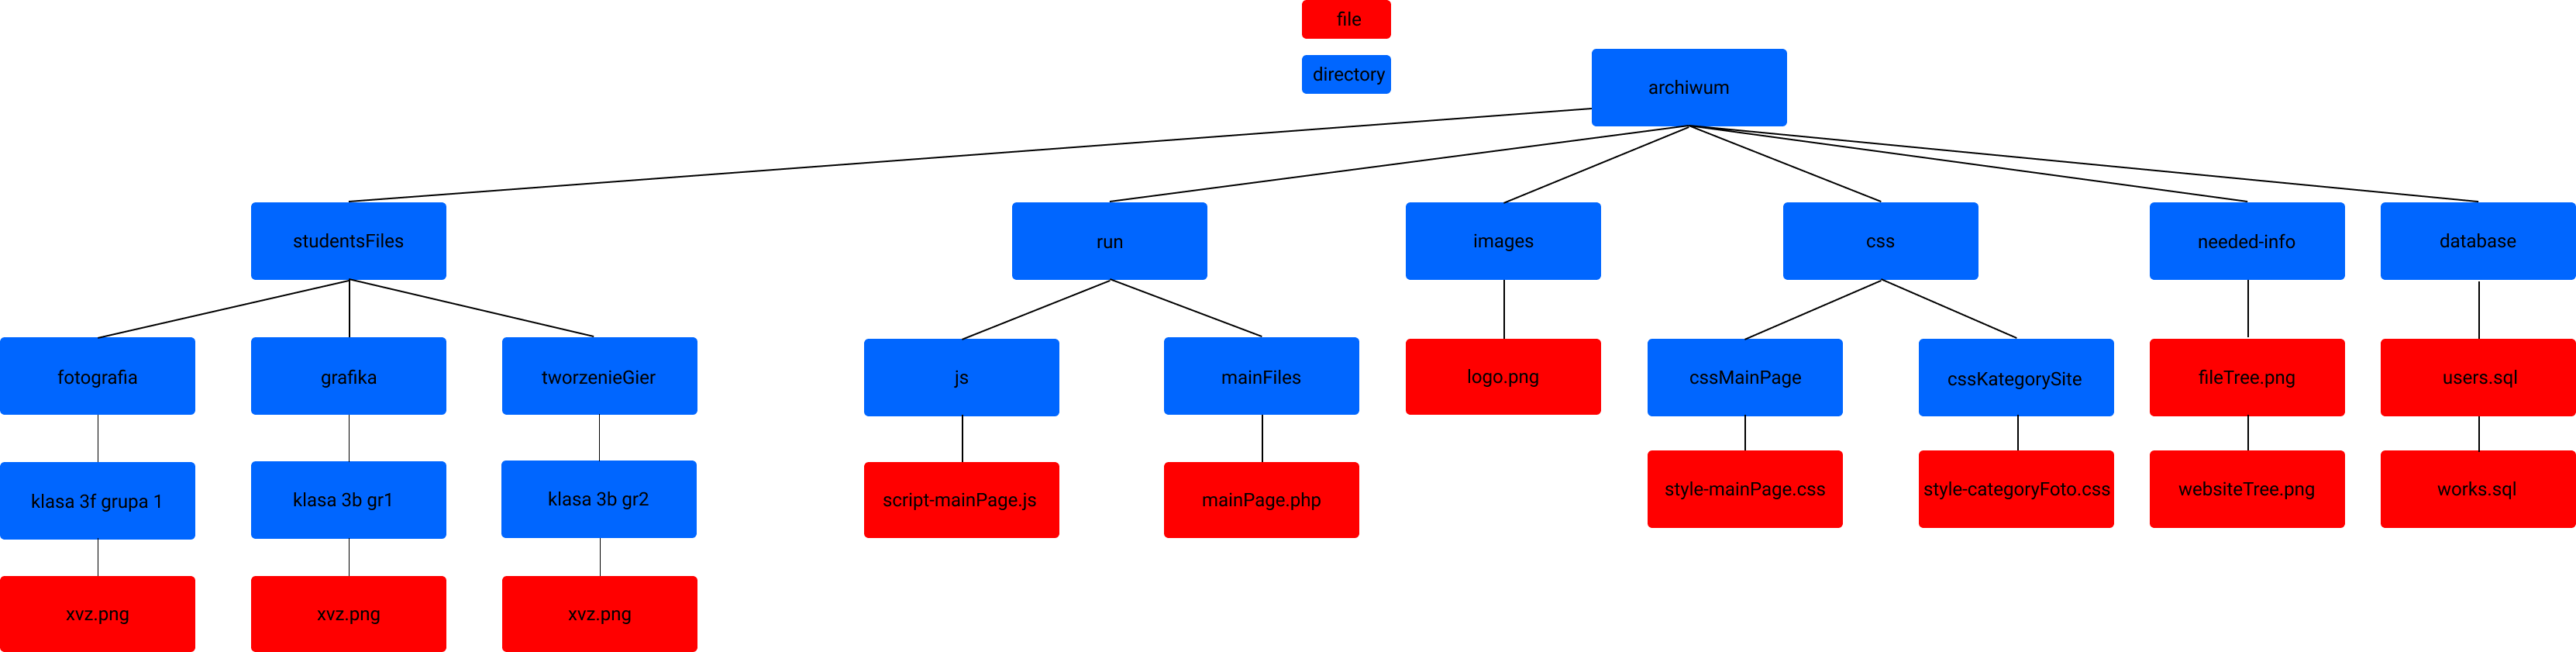 file
directory
archiwum
studentsFiles
run
images
css
needed-info
database
fotografia
grafika
tworzenieGier
js
mainFiles
logo.png
cssMainPage
cssKategorySite
fileTree.png
users.sql
klasa 3f grupa 1
klasa 3b gr1
klasa 3b gr2
script-mainPage.js
mainPage.php
style-mainPage.css
style-categoryFoto.css
websiteTree.png
works.sql
xvz.png
xvz.png
xvz.png